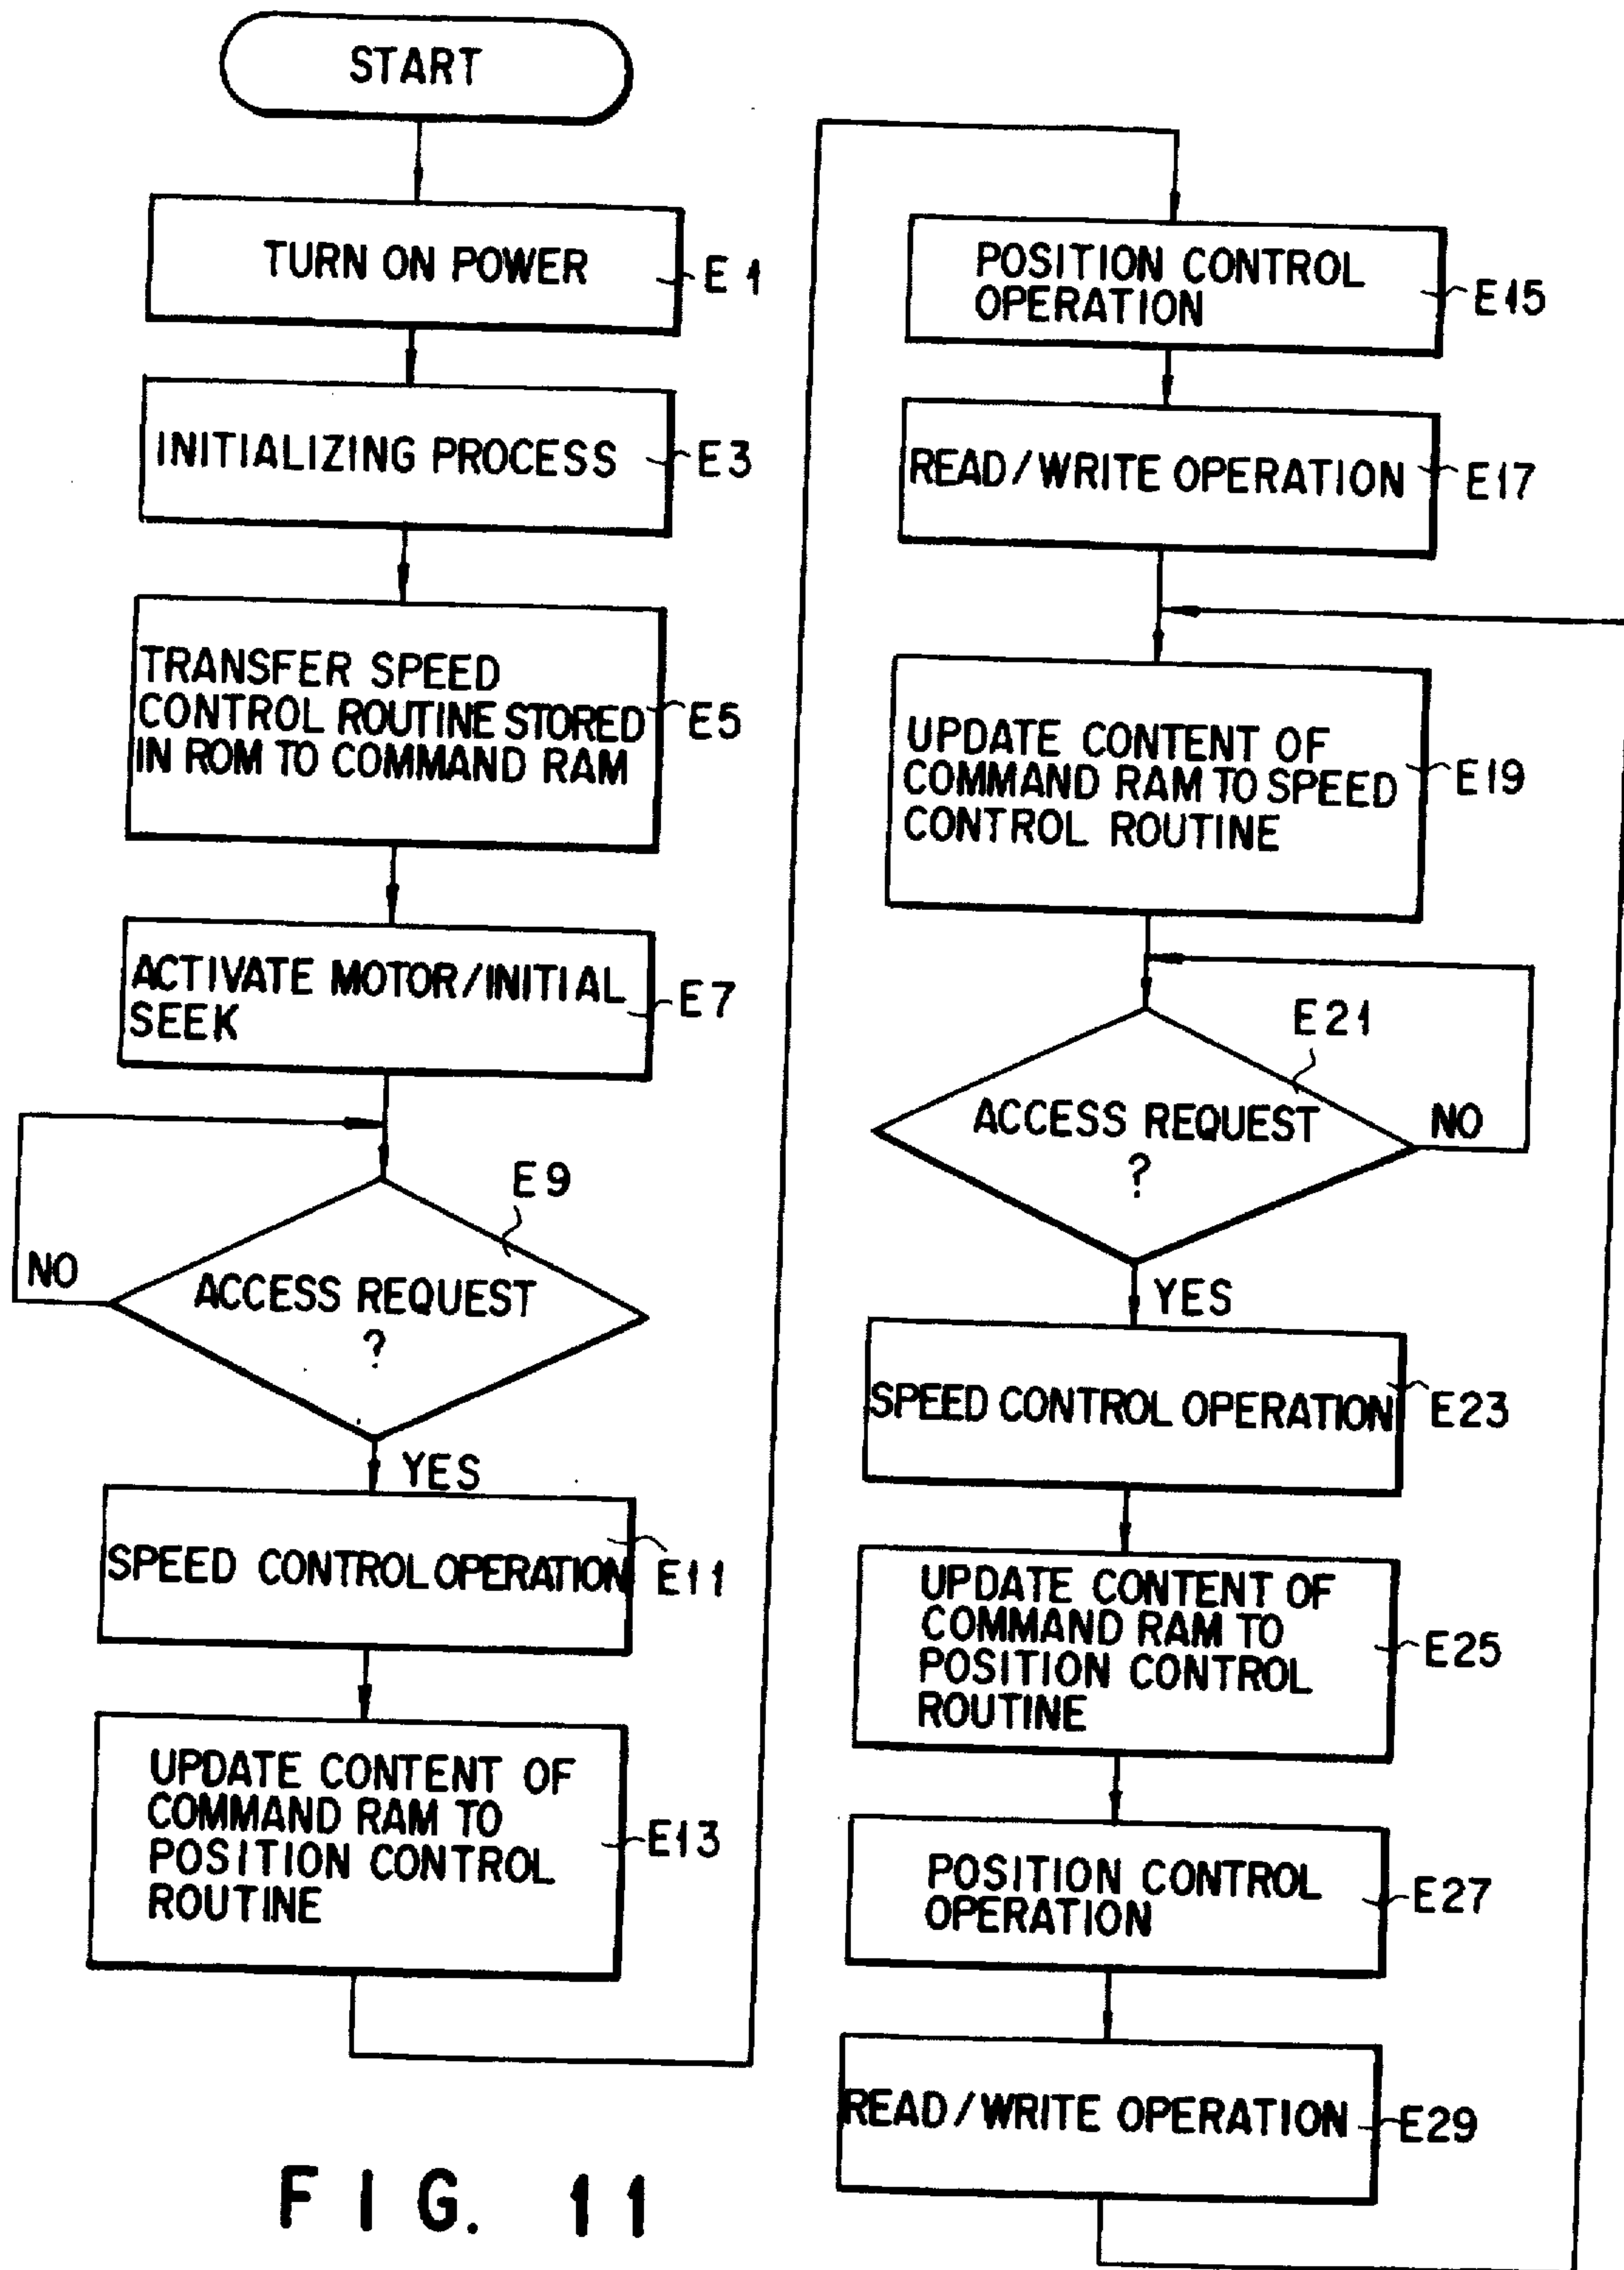 START
TURN ON POWER
E1
INITIALIZING PROCESS
E3
TRANSFER SPEED
CONTROL ROUTINE STORED
IN ROM TO COMMAND RAM
E5
ACTIVATE MOTOR/INITIAL
SEEK
E7
E9
NO
ACCESS REQUEST
?
YES
SPEED CONTROL OPERATION
E11
UPDATE CONTENT OF
COMMAND RAM TO
POSITION CONTROL
ROUTINE
E13
POSITION CONTROL
OPERATION
E15
READ/WRITE OPERATION
E17
UPDATE CONTENT OF
COMMAND RAM TO SPEED
CONTROL ROUTINE
E19
E21
ACCESS REQUEST
?
NO
YES
SPEED CONTROL OPERATION
E23
UPDATE CONTENT OF
COMMAND RAM TO
POSITION CONTROL
ROUTINE
E25
POSITION CONTROL
OPERATION
E27
READ/WRITE OPERATION
E29
FIG. 11